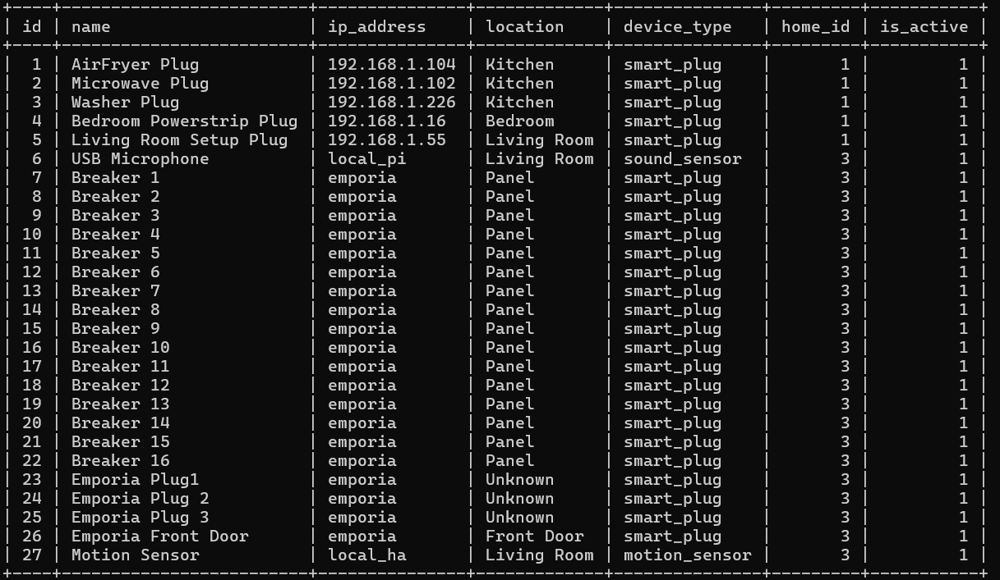 +----+--------------------------+---------------+-------------+---------------+---------+-----------+
| id | name                     | ip_address    | location    | device_type   | home_id | is_active |
+----+--------------------------+---------------+-------------+---------------+---------+-----------+
|  1 | AirFryer Plug            | 192.168.1.104 | Kitchen     | smart_plug    |       1 |         1 |
|  2 | Microwave Plug           | 192.168.1.102 | Kitchen     | smart_plug    |       1 |         1 |
|  3 | Washer Plug              | 192.168.1.226 | Kitchen     | smart_plug    |       1 |         1 |
|  4 | Bedroom Powerstrip Plug  | 192.168.1.16  | Bedroom     | smart_plug    |       1 |         1 |
|  5 | Living Room Setup Plug   | 192.168.1.55  | Living Room | smart_plug    |       1 |         1 |
|  6 | USB Microphone           | local_pi      | Living Room | sound_sensor  |       3 |         1 |
|  7 | Breaker 1                | emporia       | Panel       | smart_plug    |       3 |         1 |
|  8 | Breaker 2                | emporia       | Panel       | smart_plug    |       3 |         1 |
|  9 | Breaker 3                | emporia       | Panel       | smart_plug    |       3 |         1 |
| 10 | Breaker 4                | emporia       | Panel       | smart_plug    |       3 |         1 |
| 11 | Breaker 5                | emporia       | Panel       | smart_plug    |       3 |         1 |
| 12 | Breaker 6                | emporia       | Panel       | smart_plug    |       3 |         1 |
| 13 | Breaker 7                | emporia       | Panel       | smart_plug    |       3 |         1 |
| 14 | Breaker 8                | emporia       | Panel       | smart_plug    |       3 |         1 |
| 15 | Breaker 9                | emporia       | Panel       | smart_plug    |       3 |         1 |
| 16 | Breaker 10               | emporia       | Panel       | smart_plug    |       3 |         1 |
| 17 | Breaker 11               | emporia       | Panel       | smart_plug    |       3 |         1 |
| 18 | Breaker 12               | emporia       | Panel       | smart_plug    |       3 |         1 |
| 19 | Breaker 13               | emporia       | Panel       | smart_plug    |       3 |         1 |
| 20 | Breaker 14               | emporia       | Panel       | smart_plug    |       3 |         1 |
| 21 | Breaker 15               | emporia       | Panel       | smart_plug    |       3 |         1 |
| 22 | Breaker 16               | emporia       | Panel       | smart_plug    |       3 |         1 |
| 23 | Emporia Plug1            | emporia       | Unknown     | smart_plug    |       3 |         1 |
| 24 | Emporia Plug 2           | emporia       | Unknown     | smart_plug    |       3 |         1 |
| 25 | Emporia Plug 3           | emporia       | Unknown     | smart_plug    |       3 |         1 |
| 26 | Emporia Front Door       | emporia       | Front Door  | smart_plug    |       3 |         1 |
| 27 | Motion Sensor            | local_ha      | Living Room | motion_sensor |       3 |         1 |
+----+--------------------------+---------------+-------------+---------------+---------+-----------+